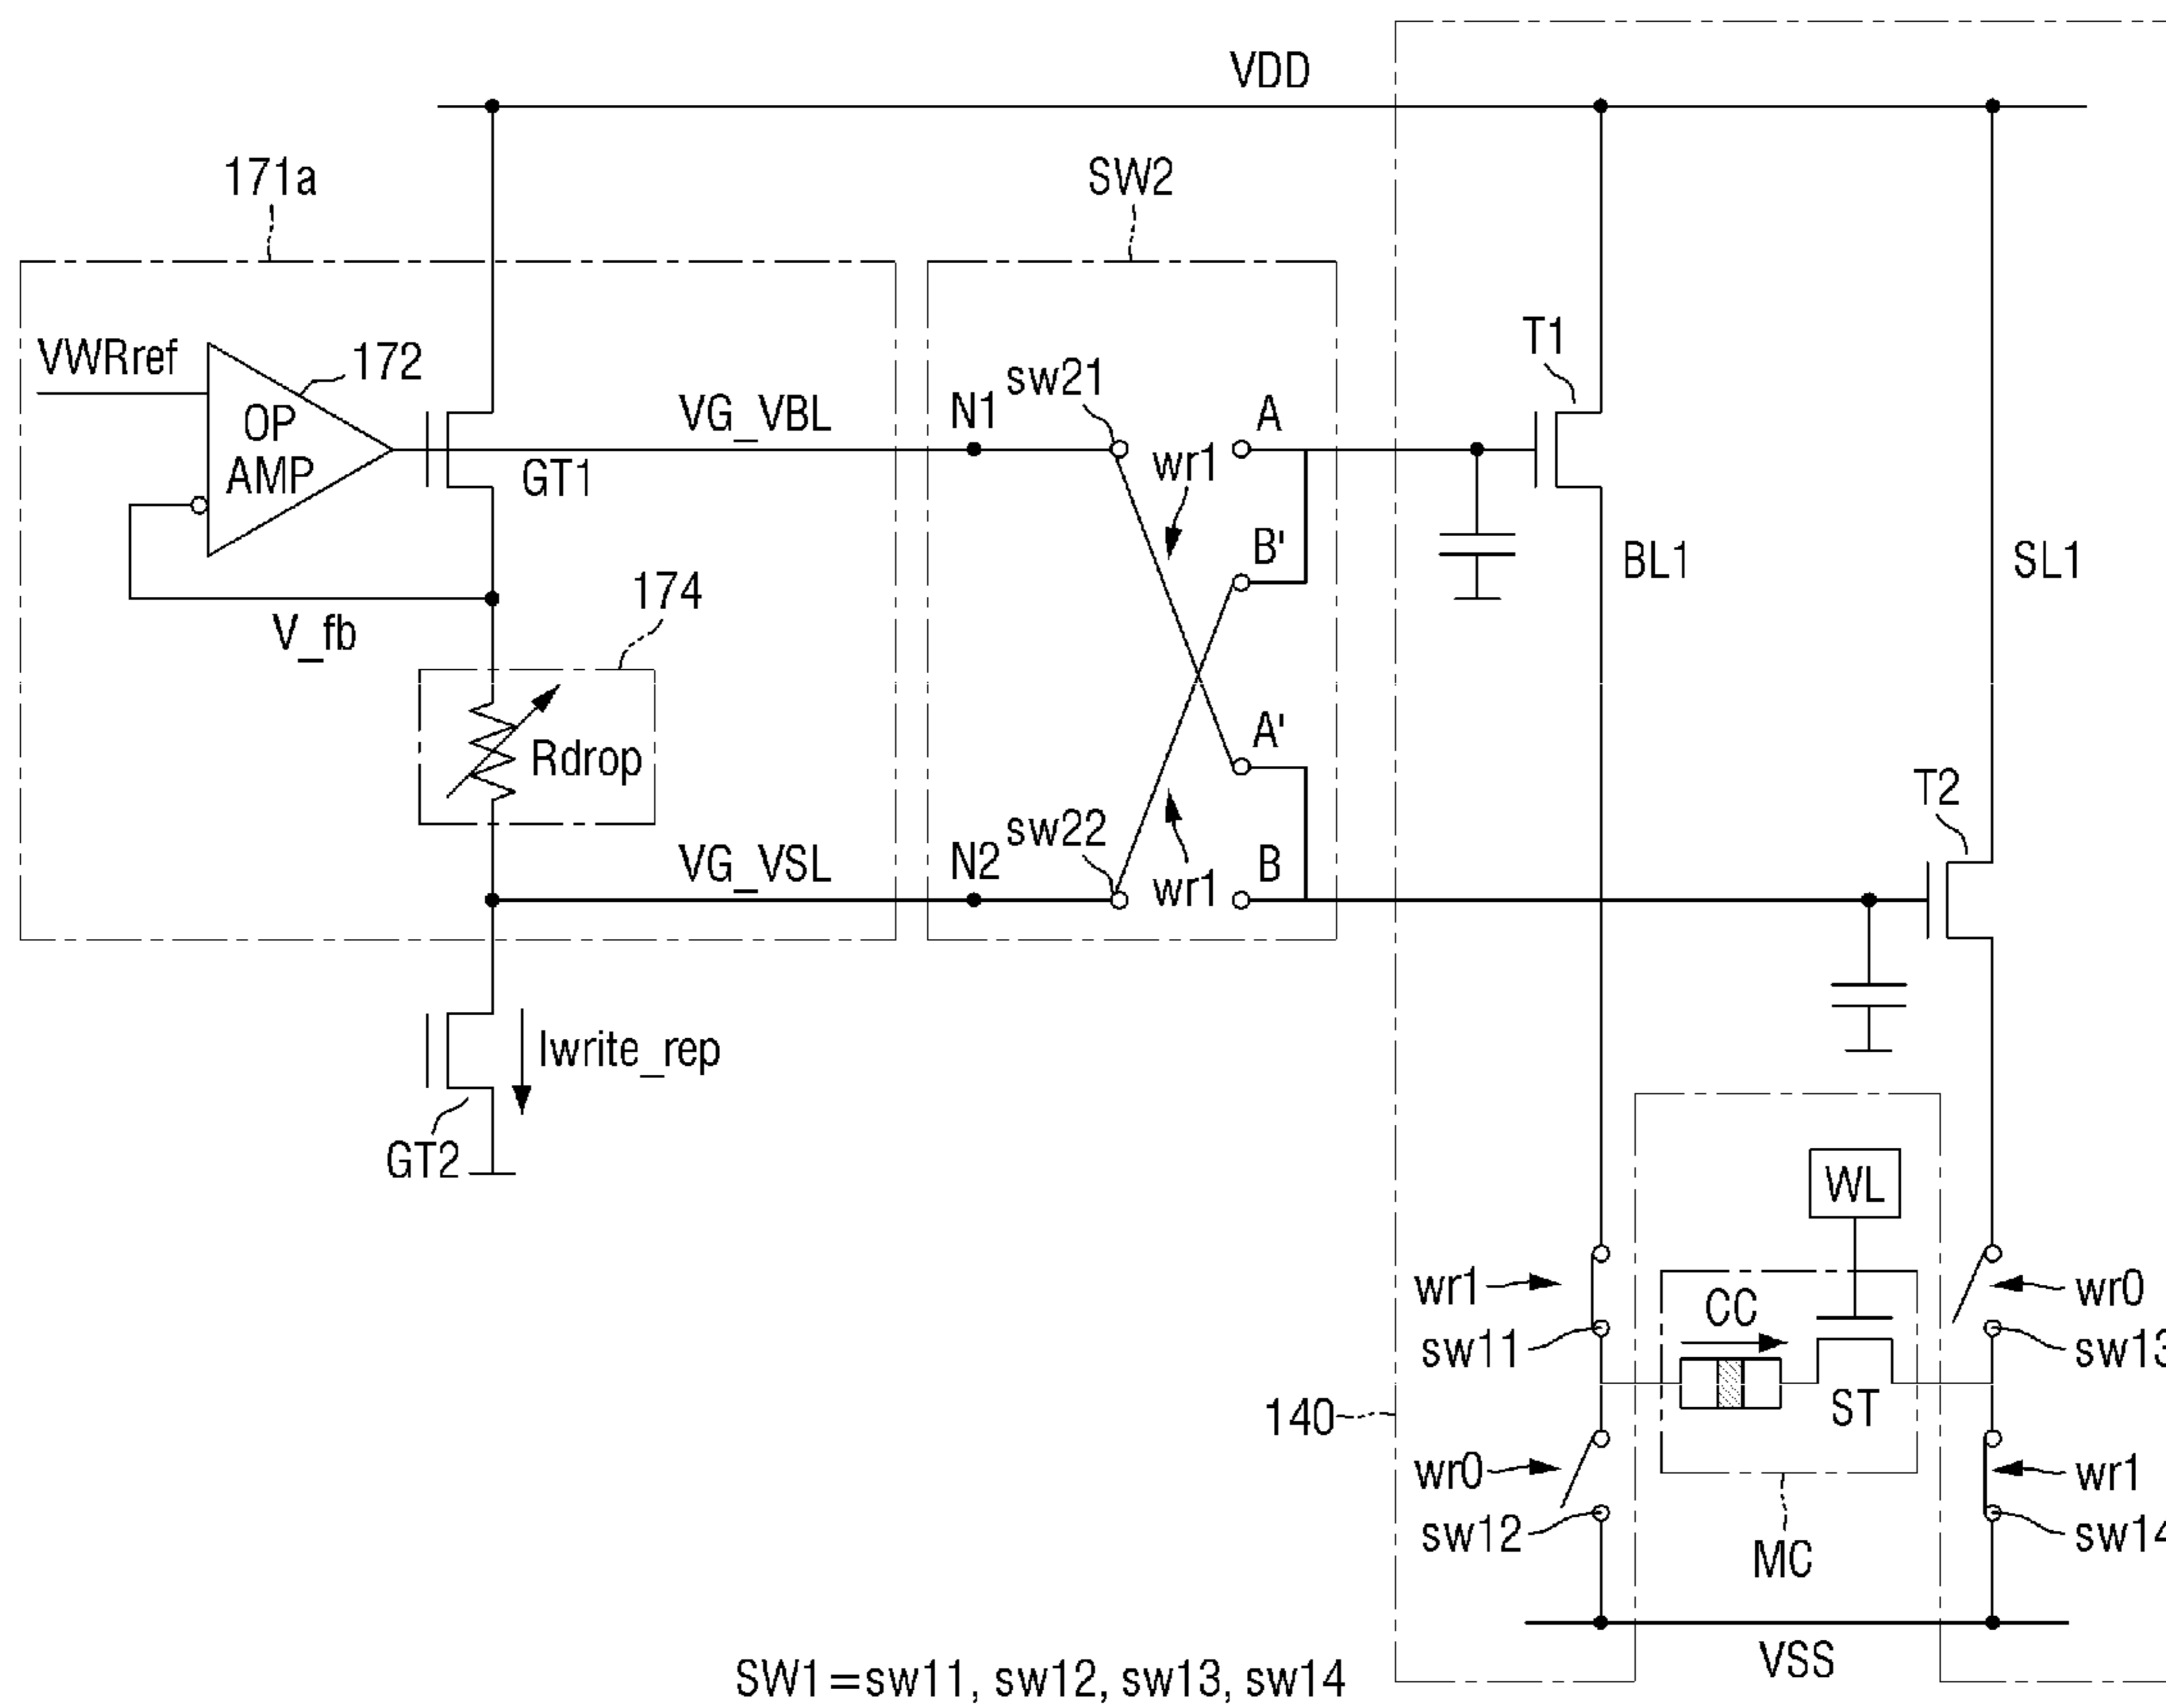 VDD
171a
SW2
VWRref
172
OP
AMP
GT1
VG_VBL
N1
sw21
wr1
A
B'
T1
BL1
SL1
V_fb
174
Rdrop
A'
T2
VG_VSL
N2
sw22
wr1
B
Iwrite_rep
GT2
WL
wr1
sw11
CC
ST
wr0
sw13
140
wr0
sw12
MC
wr1
sw14
VSS
SW1=sw11, sw12, sw13, sw14